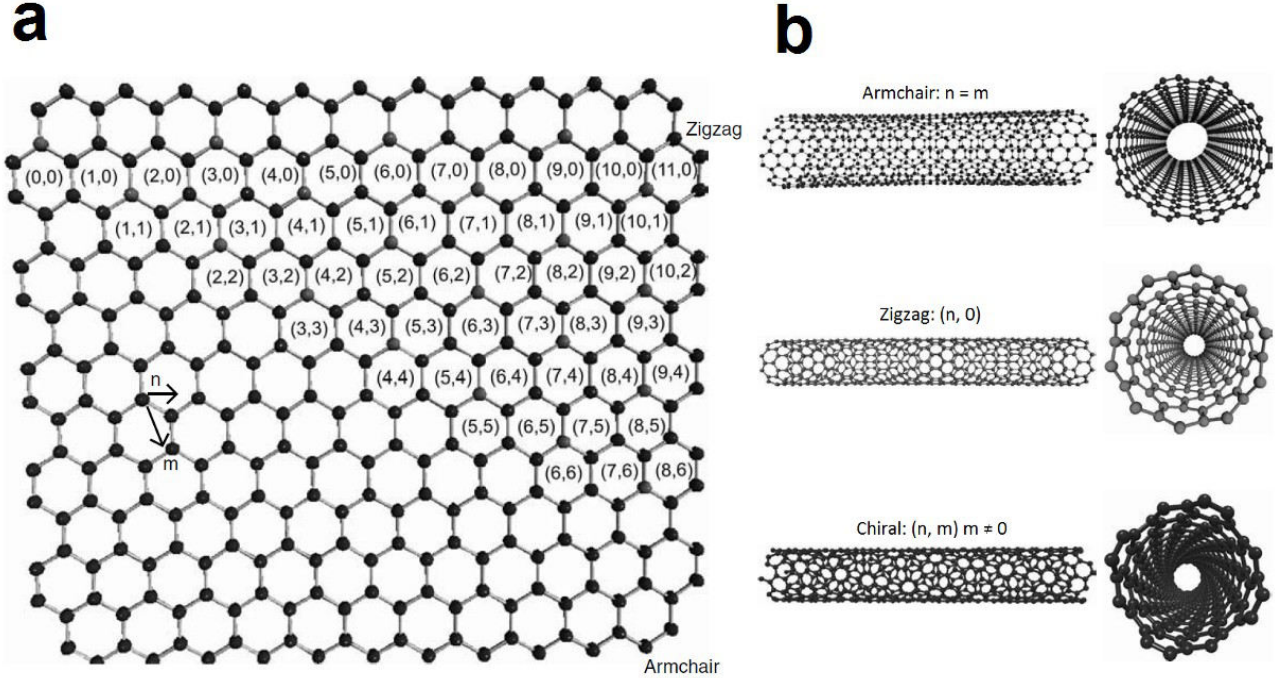 a
Zigzag
(0,0) (1,0) (2,0) (3,0) (4,0) (5,0) (6,0) (7,0) (8,0) (9,0) (10,0) (11,0)
(1,1) (2,1) (3,1) (4,1) (5,1) (6,1) (7,1) (8,1) (9,1) (10,1)
(2,2) (3,2) (4,2) (5,2) (6,2) (7,2) (8,2) (9,2) (10,2)
(3,3) (4,3) (5,3) (6,3) (7,3) (8,3) (9,3)
(4,4) (5,4) (6,4) (7,4) (8,4) (9,4)
n
(5,5) (6,5) (7,5) (8,5)
m
(6,6) (7,6) (8,6)
Armchair
b
Armchair: n = m
Zigzag: (n, 0)
Chiral: (n, m) m ≠ 0